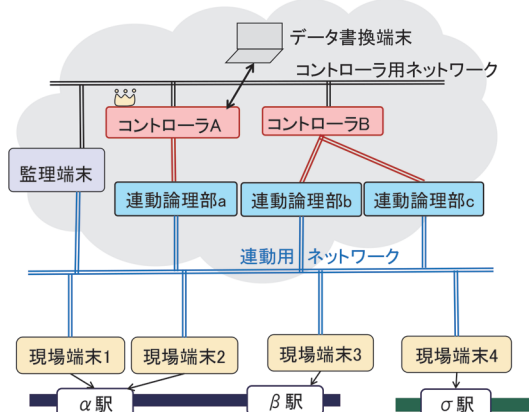 データ書換端末
コントローラ用ネットワーク
コントローラA
コントローラB
監理端末
連動論理部a
連動論理部b
連動論理部c
連動用ネットワーク
現場端末1
現場端末2
現場端末3
現場端末4
α駅
β駅
σ駅